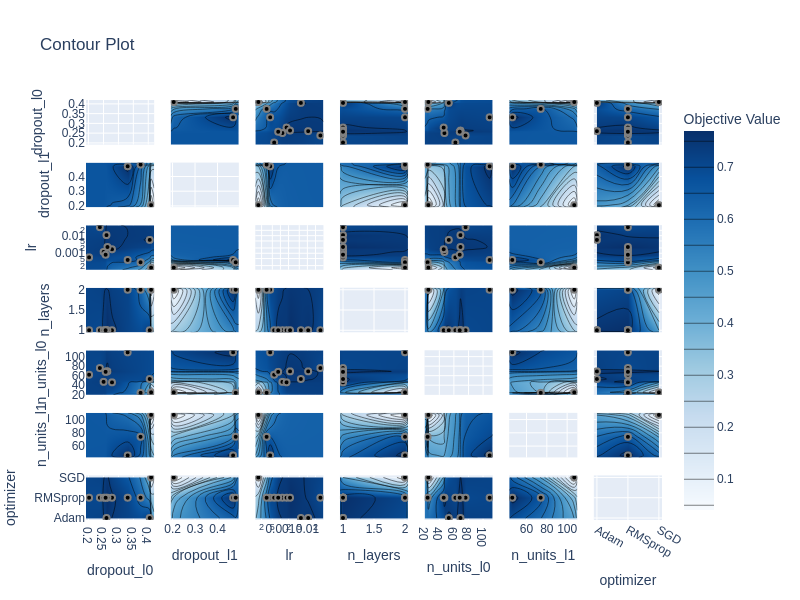 Contour Plot
Objective Value
dropout_l0
0.4
0.35
0.3
0.25
0.2
dropout_l1
0.4
0.3
0.2
lr
0.01
0.001
n_layers
2
1.5
1
n_units_l0
100
80
60
40
20
n_units_l1
100
80
60
optimizer
SGD
RMSprop
Adam
0.2
0.25
0.3
0.35
0.4
dropout_l0
0.2 0.3 0.4
dropout_l1
0.01
lr
1 1.5 2
n_layers
20 40 60 80 100
n_units_l0
60 80 100
n_units_l1
Adam RMSprop SGD
optimizer
0.7
0.6
0.5
0.4
0.3
0.2
0.1